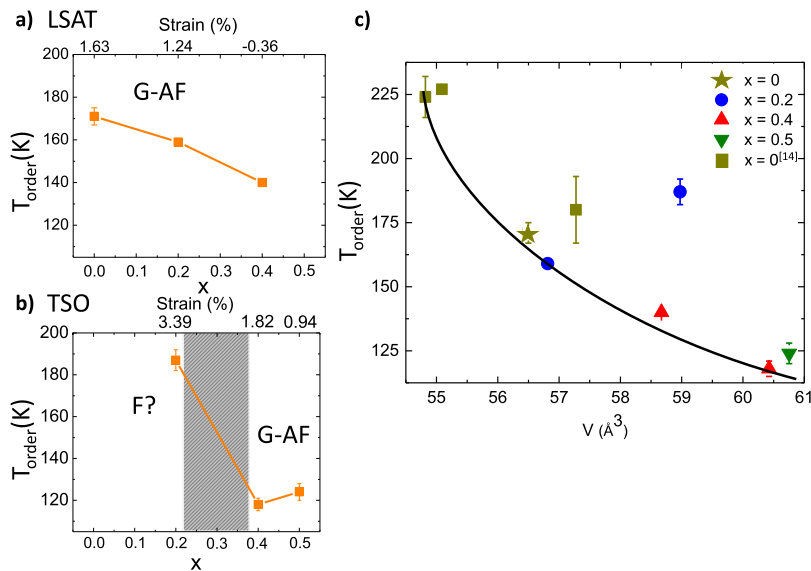 a) LSAT
Strain (%)
1.63 1.24 -0.36
200
180
160
140
G-AF
T_order(K)
0.0 0.1 0.2 0.3 0.4 0.5
x
b) TSO
Strain (%)
3.39 1.82 0.94
200
180
160
140
120
F?
G-AF
T_order(K)
0.0 0.1 0.2 0.3 0.4 0.5
x
c)
x = 0
x = 0.2
x = 0.4
x = 0.5
x = 0[14]
225
200
175
150
125
T_order(K)
55 56 57 58 59 60 61
V (Å³)